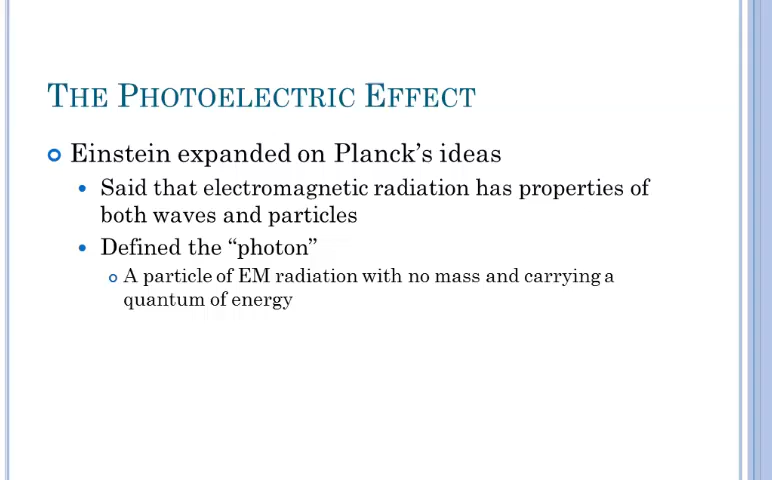 THE PHOTOELECTRIC EFFECT
Einstein expanded on Planck's ideas
Said that electromagnetic radiation has properties of
both waves and particles
Defined the “photon”
A particle of EM radiation with no mass and carrying a
quantum of energy